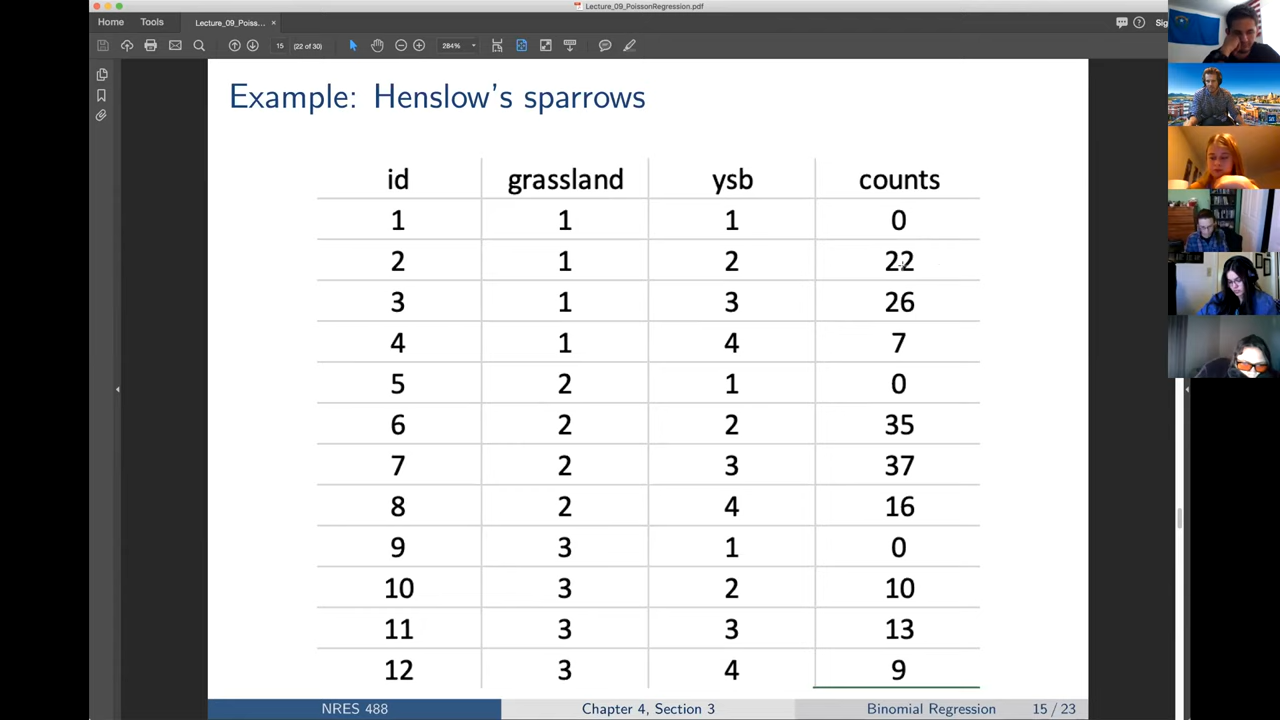 Lecture_09_PoissonRegression.pdf
Home Tools Lecture_09_Poiss... ×
15 (22 of 30) 284%
Example: Henslow's sparrows
id grassland ysb counts
1 1 1 0
2 1 2 22
3 1 3 26
4 1 4 7
5 2 1 0
6 2 2 35
7 2 3 37
8 2 4 16
9 3 1 0
10 3 2 10
11 3 3 13
12 3 4 9
NRES 488 Chapter 4, Section 3 Binomial Regression 15 / 23